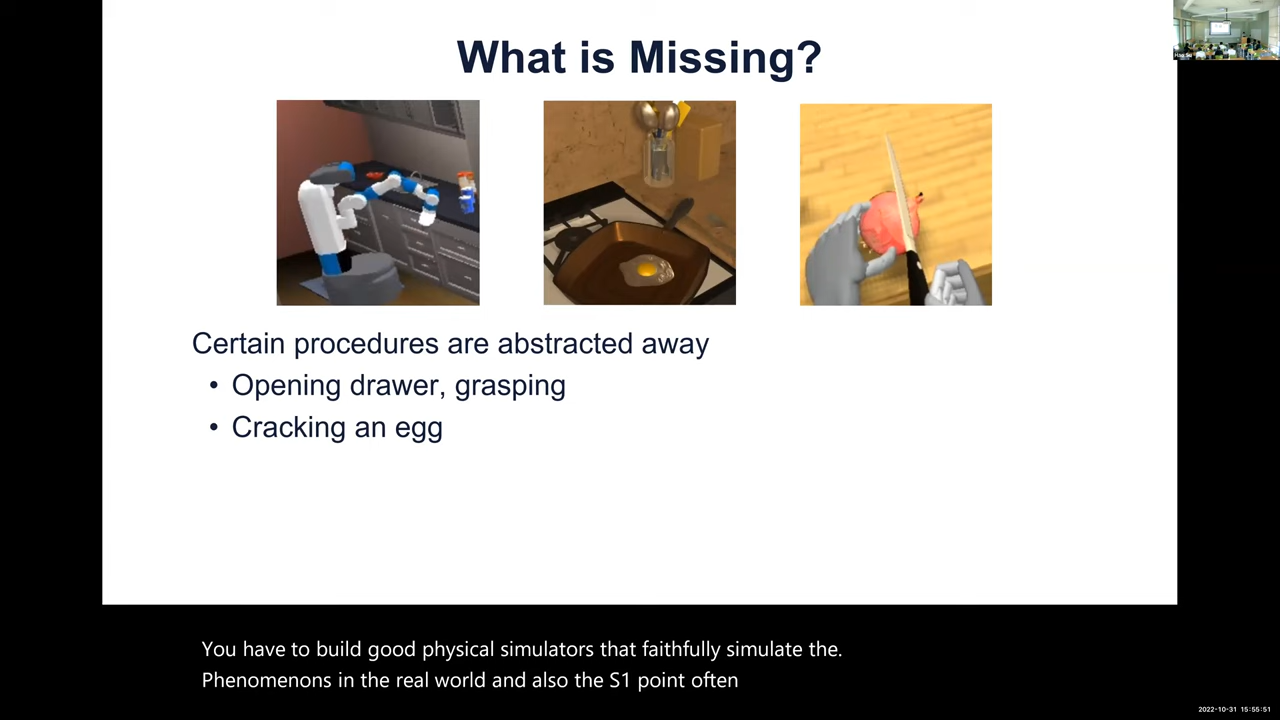 What is Missing?
Certain procedures are abstracted away
• Opening drawer, grasping
• Cracking an egg
You have to build good physical simulators that faithfully simulate the.
Phenomenons in the real world and also the S1 point often
2022-10-31 15:55:51